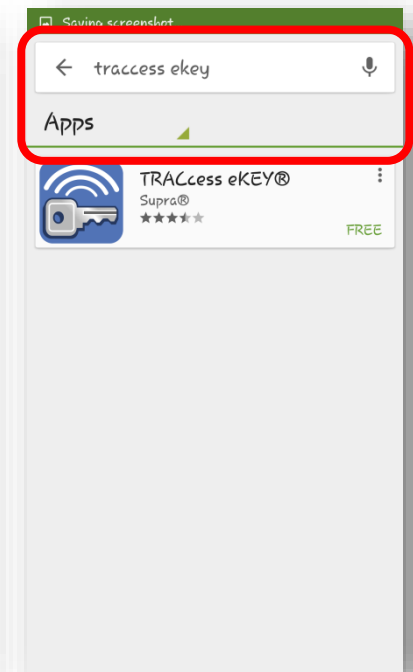 Saving screenshot
traccess ekey
Apps
TRACcess eKEY®
Supra®
FREE